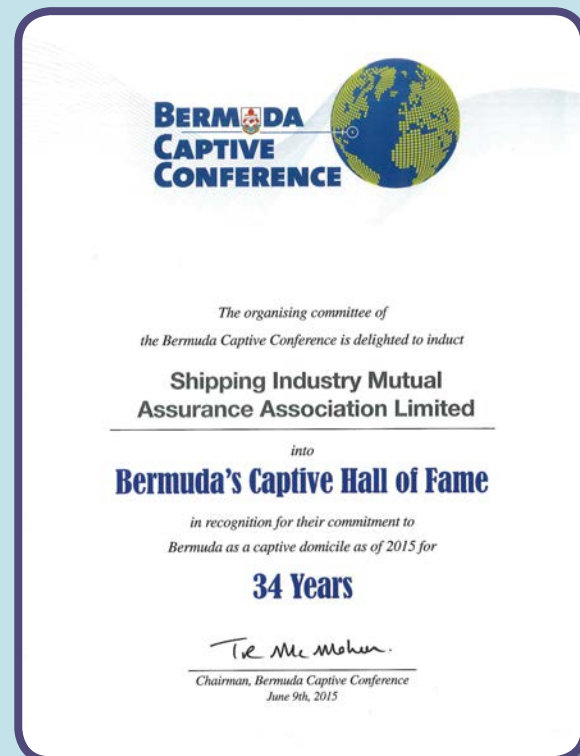 BERMUDA
CAPTIVE
CONFERENCE
The organising committee of
the Bermuda Captive Conference is delighted to induct
Shipping Industry Mutual
Assurance Association Limited
into
Bermuda's Captive Hall of Fame
in recognition for their commitment to
Bermuda as a captive domicile as of 2015 for
34 Years
Chairman, Bermuda Captive Conference
June 9th, 2015